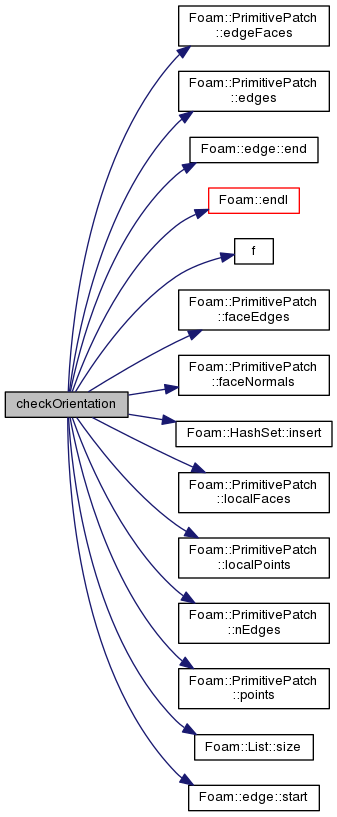 Foam::PrimitivePatch
::edgeFaces
Foam::PrimitivePatch
::edges
Foam::edge::end
Foam::endl
f
Foam::PrimitivePatch
::faceEdges
Foam::PrimitivePatch
::faceNormals
checkOrientation
Foam::HashSet::insert
Foam::PrimitivePatch
::localFaces
Foam::PrimitivePatch
::localPoints
Foam::PrimitivePatch
::nEdges
Foam::PrimitivePatch
::points
Foam::List::size
Foam::edge::start